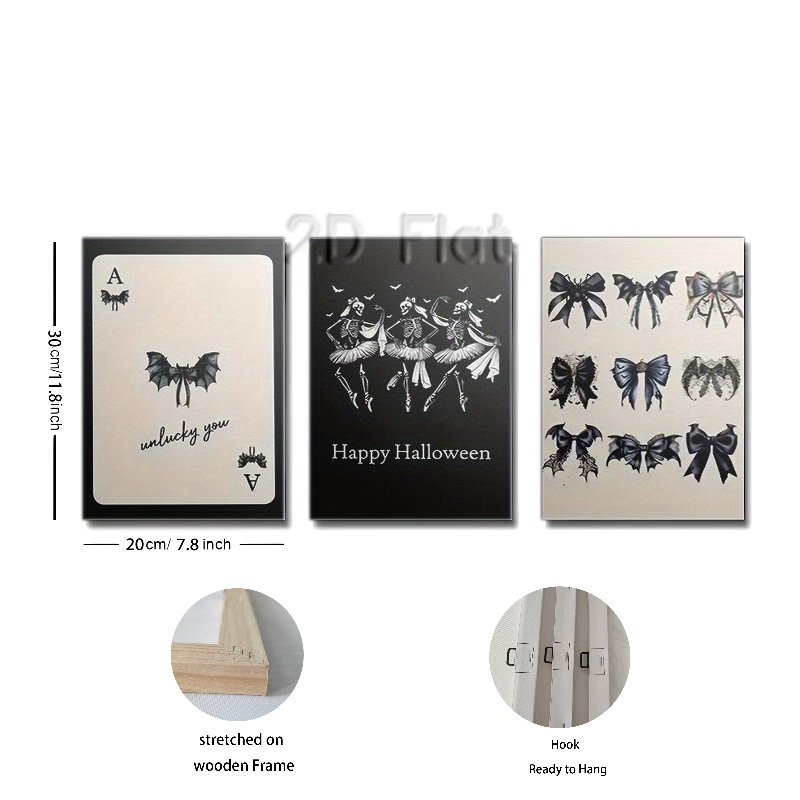 2D Flat
A
unlucky you
A
Happy Halloween
30cm/11.8inch
20cm/ 7.8 inch
stretched on
wooden Frame
Hook
Ready to Hang